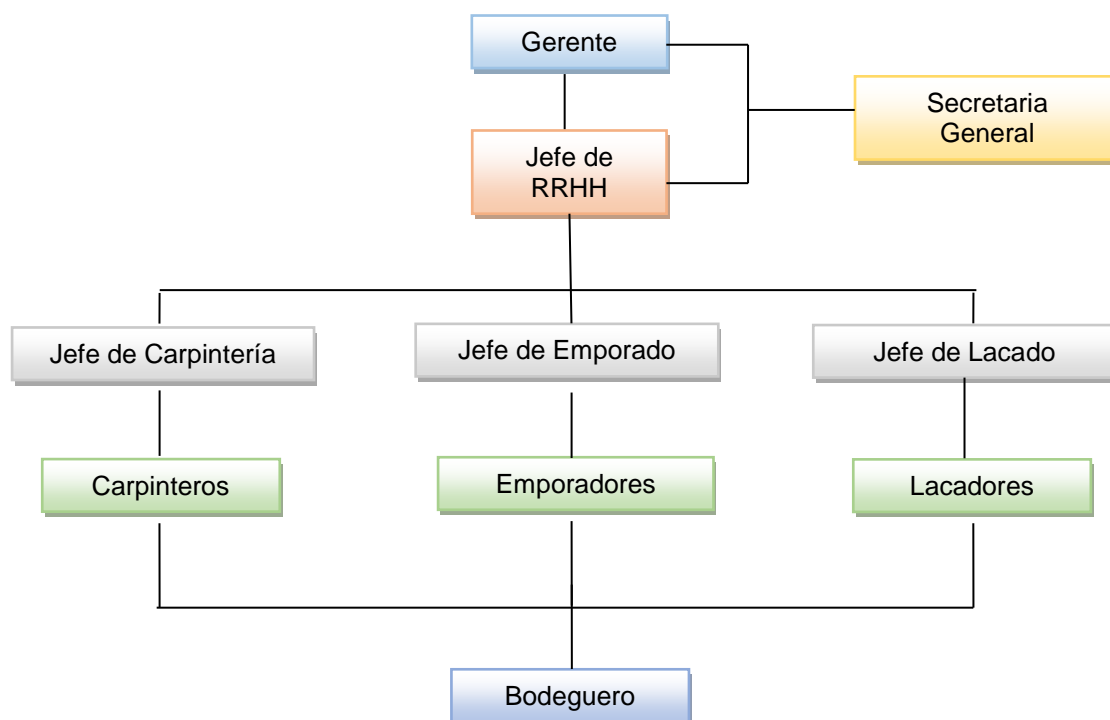 Gerente
Secretaria
General
Jefe de
RRHH
Jefe de Carpintería
Jefe de Emporado
Jefe de Lacado
Carpinteros
Emporadores
Lacadores
Bodeguero